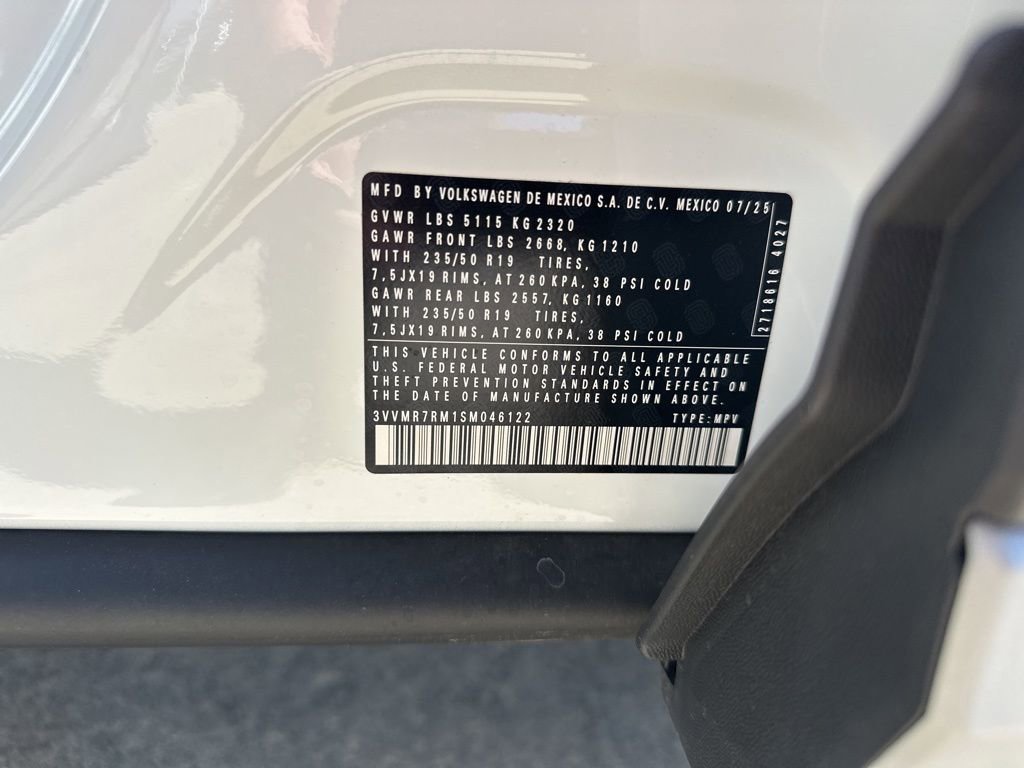 MFD BY VOLKSWAGEN DE MEXICO S.A. DE C.V. MEXICO 07/25
GVWR LBS 5115 KG 2320
GAWR FRONT LBS 2668, KG 1210
WITH 235/50 R19 TIRES,
7,5JX19 RIMS, AT 260 KPA, 38 PSI COLD
GAWR REAR LBS 2557, KG 1160
WITH 235/50 R19 TIRES,
7,5JX19 RIMS, AT 260 KPA, 38 PSI COLD
2718616 4027
THIS VEHICLE CONFORMS TO ALL APPLICABLE
U.S. FEDERAL MOTOR VEHICLE SAFETY AND
THEFT PREVENTION STANDARDS IN EFFECT ON
THE DATE OF MANUFACTURE SHOWN ABOVE.
3VVMR7RM1SM046122 TYPE: MPV